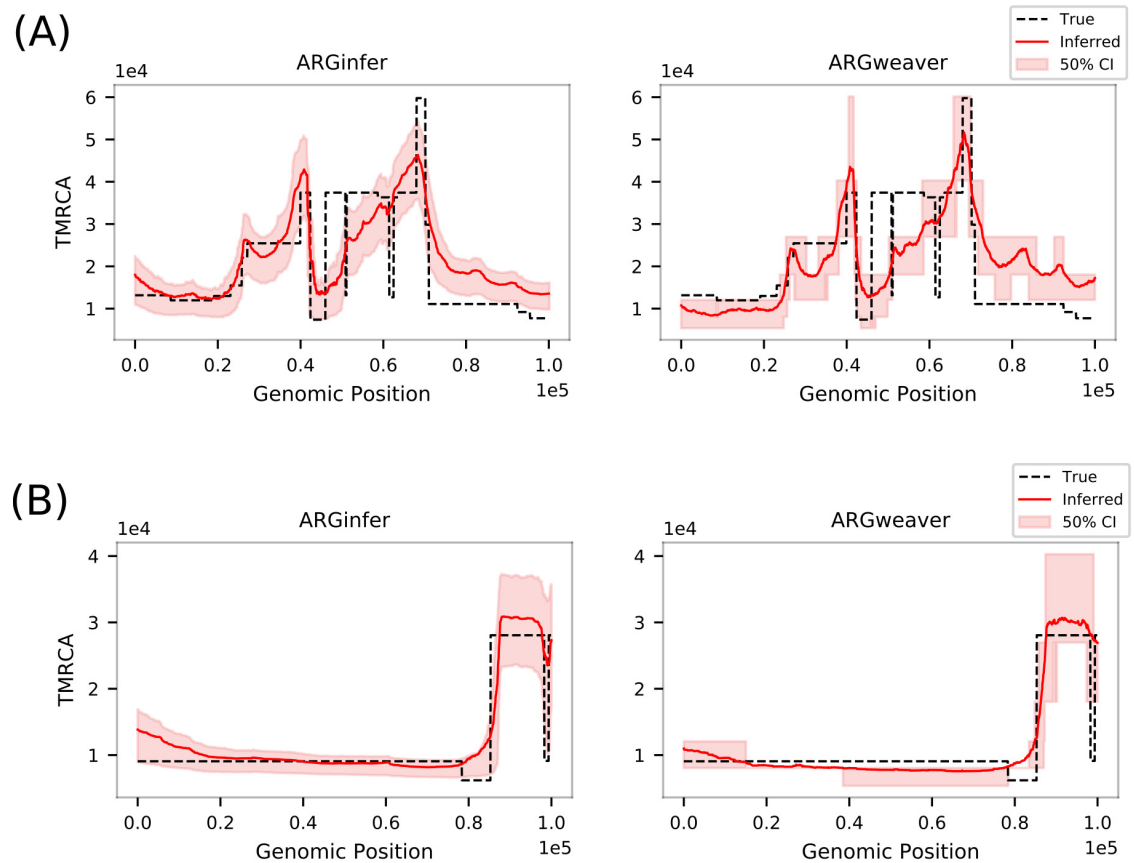 (A)
True
Inferred
50% CI
ARGinfer
ARGweaver
1e4
1e4
6
5
4
3
2
1
TMRCA
0.0 0.2 0.4 0.6 0.8 1.0
Genomic Position
1e5
6
5
4
3
2
1
0.0 0.2 0.4 0.6 0.8 1.0
Genomic Position
1e5
(B)
True
Inferred
50% CI
ARGinfer
ARGweaver
1e4
1e4
4
3
2
1
TMRCA
0.0 0.2 0.4 0.6 0.8 1.0
Genomic Position
1e5
4
3
2
1
0.0 0.2 0.4 0.6 0.8 1.0
Genomic Position
1e5